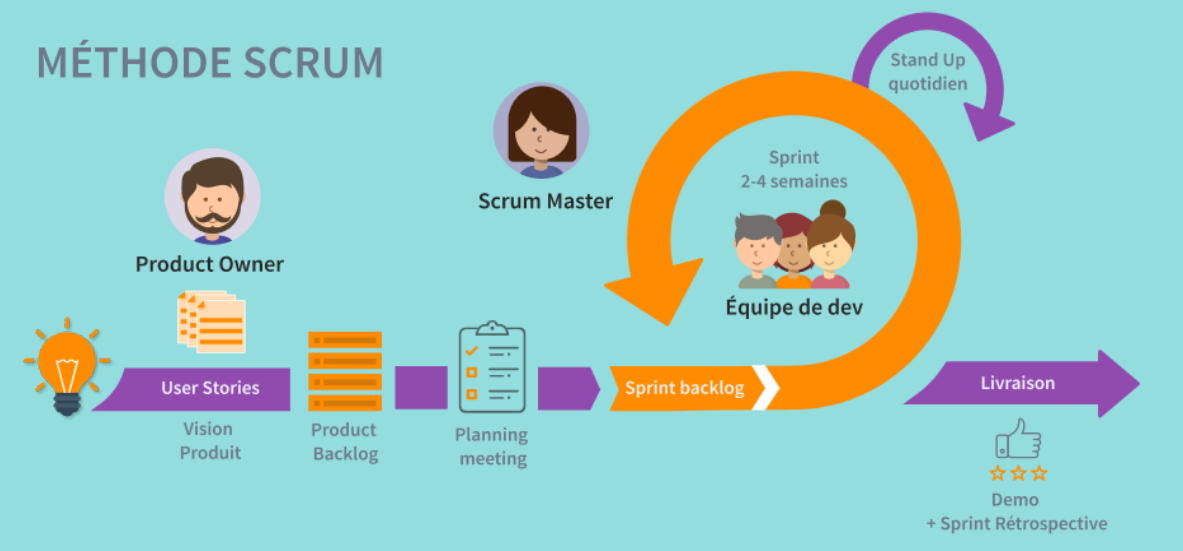 MÉTHODE SCRUM
Stand Up
quotidien
Sprint
2-4 semaines
Scrum Master
Product Owner
Équipe de dev
User Stories
Sprint backlog
Livraison
Vision
Produit
Product
Backlog
Planning
meeting
Demo
+ Sprint Rétrospective